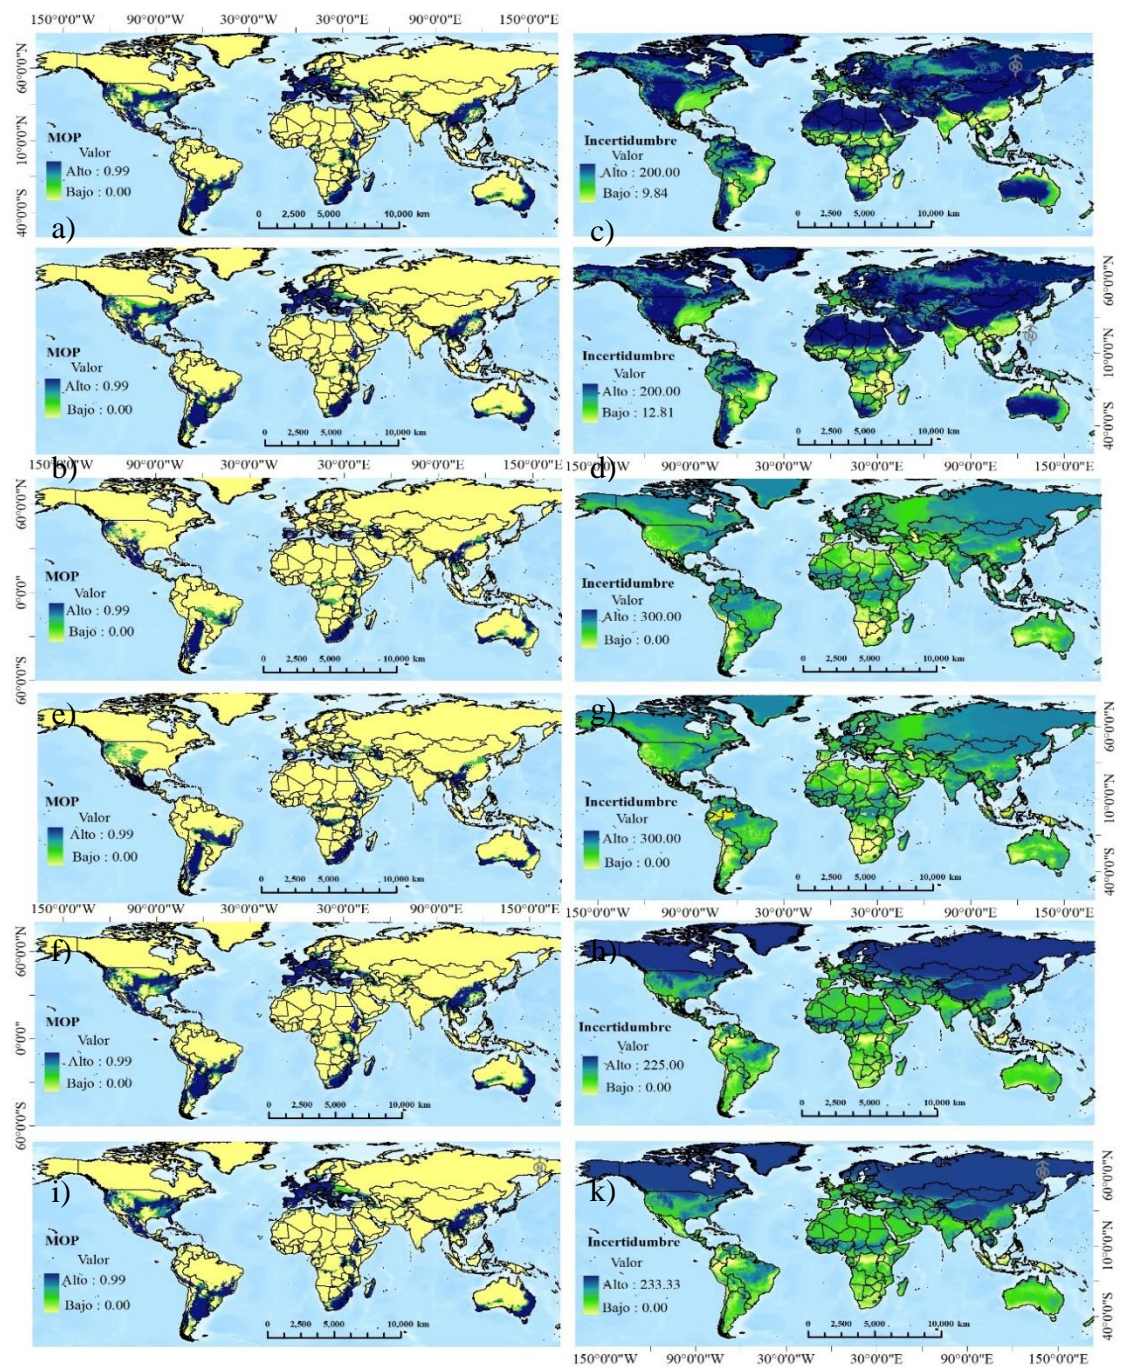 150°0'0"W 90°0'0"W 30°0'0"W 30°0'0"E 90°0'0"E 150°0'0"E
60°0'0"N
10°0'0"N
40°0'0"S
MOP
Valor
Alto : 0.99
Bajo : 0.00
0 2,500 5,000 10,000 km
a)
N
Incertidumbre
Valor
Alto : 200.00
Bajo : 9.84
0 2,500 5,000 10,000 km
c)
MOP
Valor
Alto : 0.99
Bajo : 0.00
0 2,500 5,000 10,000 km
b)
N
Incertidumbre
Valor
Alto : 200.00
Bajo : 12.81
0 2,500 5,000 10,000 km
d)
60°0'0"N
10°0'0"N
40°0'0"S
150°0'0"W 90°0'0"W 30°0'0"W 30°0'0"E 90°0'0"E 150°0'0"E
30°0'0"W 30°0'0"E 90°0'0"E 150°0'0"E
60°0'0"N
0°0'0"
60°0'0"S
MOP
Valor
Alto : 0.99
Bajo : 0.00
0 2,500 5,000 10,000 km
e)
Incertidumbre
Valor
Alto : 300.00
Bajo : 0.00
0 2,500 5,000 10,000 km
g)
MOP
Valor
Alto : 0.99
Bajo : 0.00
0 2,500 5,000 10,000 km
f)
Incertidumbre
Valor
Alto : 300.00
Bajo : 0.00
0 2,500 5,000 10,000 km
h)
60°0'0"N
10°0'0"N
40°0'0"S
150°0'0"W 90°0'0"W 30°0'0"W 30°0'0"E 90°0'0"E 150°0'0"E
150°0'0"W 90°0'0"W 30°0'0"W 30°0'0"E 90°0'0"E 150°0'0"E
60°0'0"N
0°0'0"
60°0'0"S
MOP
Valor
Alto : 0.99
Bajo : 0.00
0 2,500 5,000 10,000 km
i)
Incertidumbre
Valor
Alto : 225.00
Bajo : 0.00
0 2,500 5,000 10,000 km
k)
N
MOP
Valor
Alto : 0.99
Bajo : 0.00
0 2,500 5,000 10,000 km
N
Incertidumbre
Valor
Alto : 233.33
Bajo : 0.00
0 2,500 5,000 10,000 km
60°0'0"N
10°0'0"N
40°0'0"S
150°0'0"W 90°0'0"W 30°0'0"W 30°0'0"E 90°0'0"E 150°0'0"E